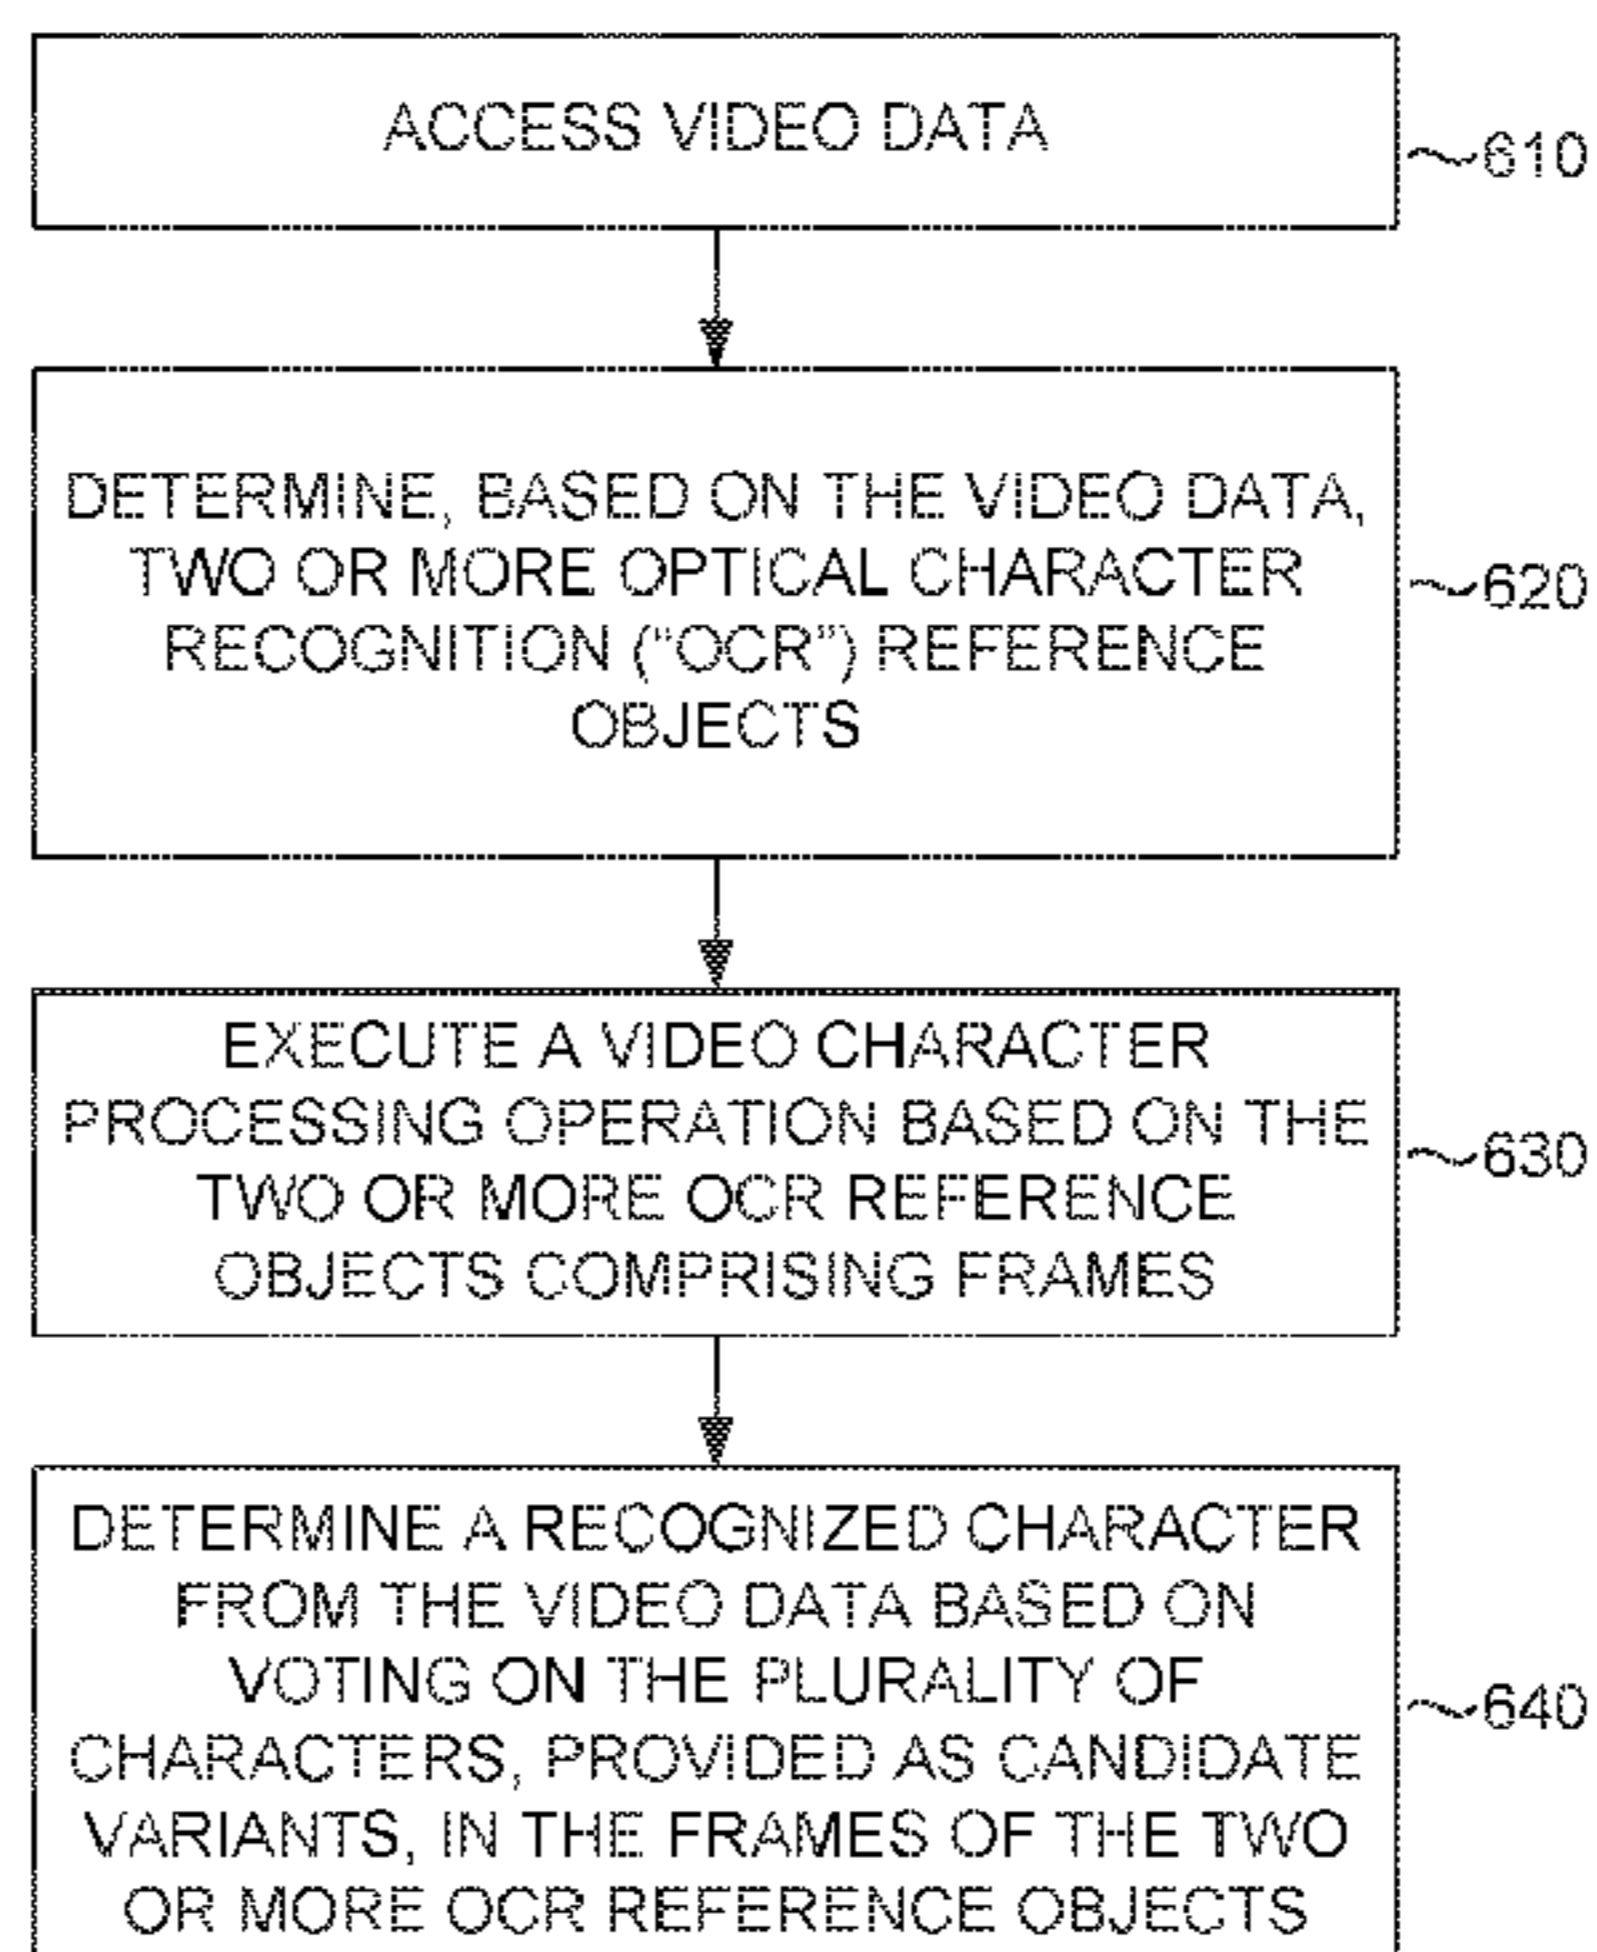 ACCESS VIDEO DATA
610
DETERMINE, BASED ON THE VIDEO DATA,
TWO OR MORE OPTICAL CHARACTER
RECOGNITION (“OCR”) REFERENCE
OBJECTS
620
EXECUTE A VIDEO CHARACTER
PROCESSING OPERATION BASED ON THE
TWO OR MORE OCR REFERENCE
OBJECTS COMPRISING FRAMES
630
DETERMINE A RECOGNIZED CHARACTER
FROM THE VIDEO DATA BASED ON
VOTING ON THE PLURALITY OF
CHARACTERS, PROVIDED AS CANDIDATE
VARIANTS, IN THE FRAMES OF THE TWO
OR MORE OCR REFERENCE OBJECTS
640